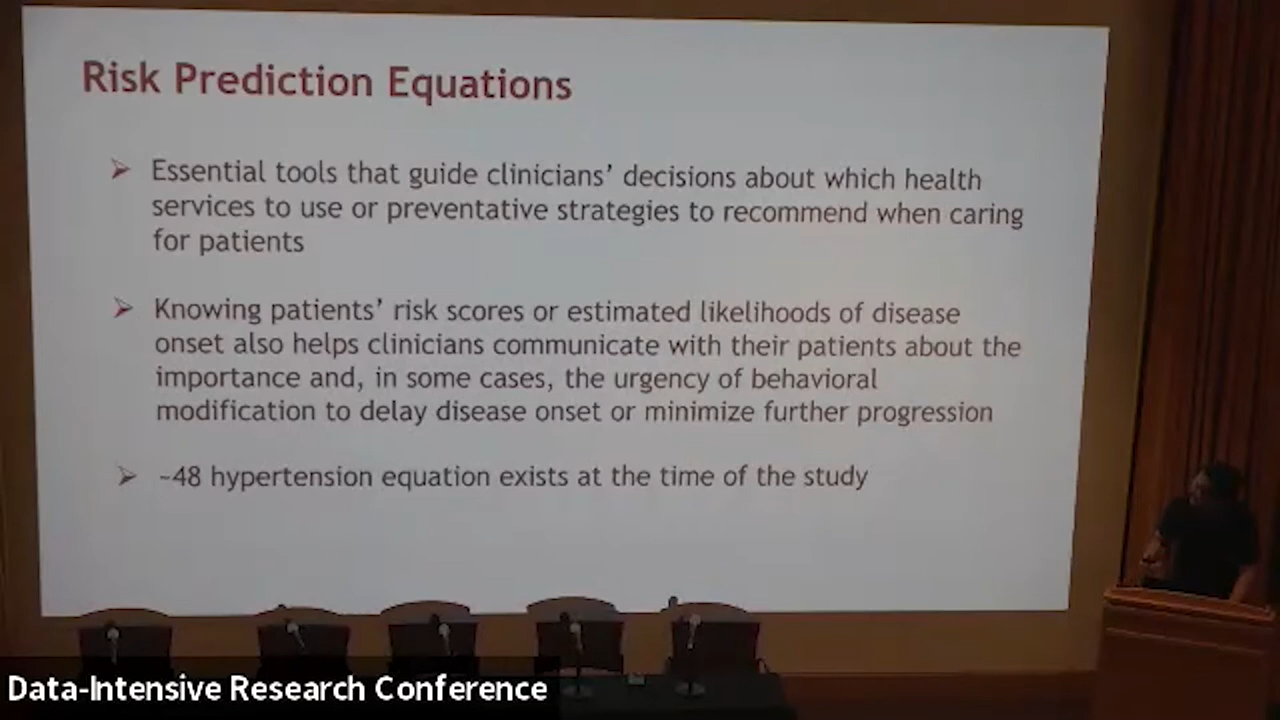 Risk Prediction Equations
➢ Essential tools that guide clinicians’ decisions about which health
services to use or preventative strategies to recommend when caring
for patients
➢ Knowing patients’ risk scores or estimated likelihoods of disease
onset also helps clinicians communicate with their patients about the
importance and, in some cases, the urgency of behavioral
modification to delay disease onset or minimize further progression
➢ ~48 hypertension equation exists at the time of the study
Data-Intensive Research Conference